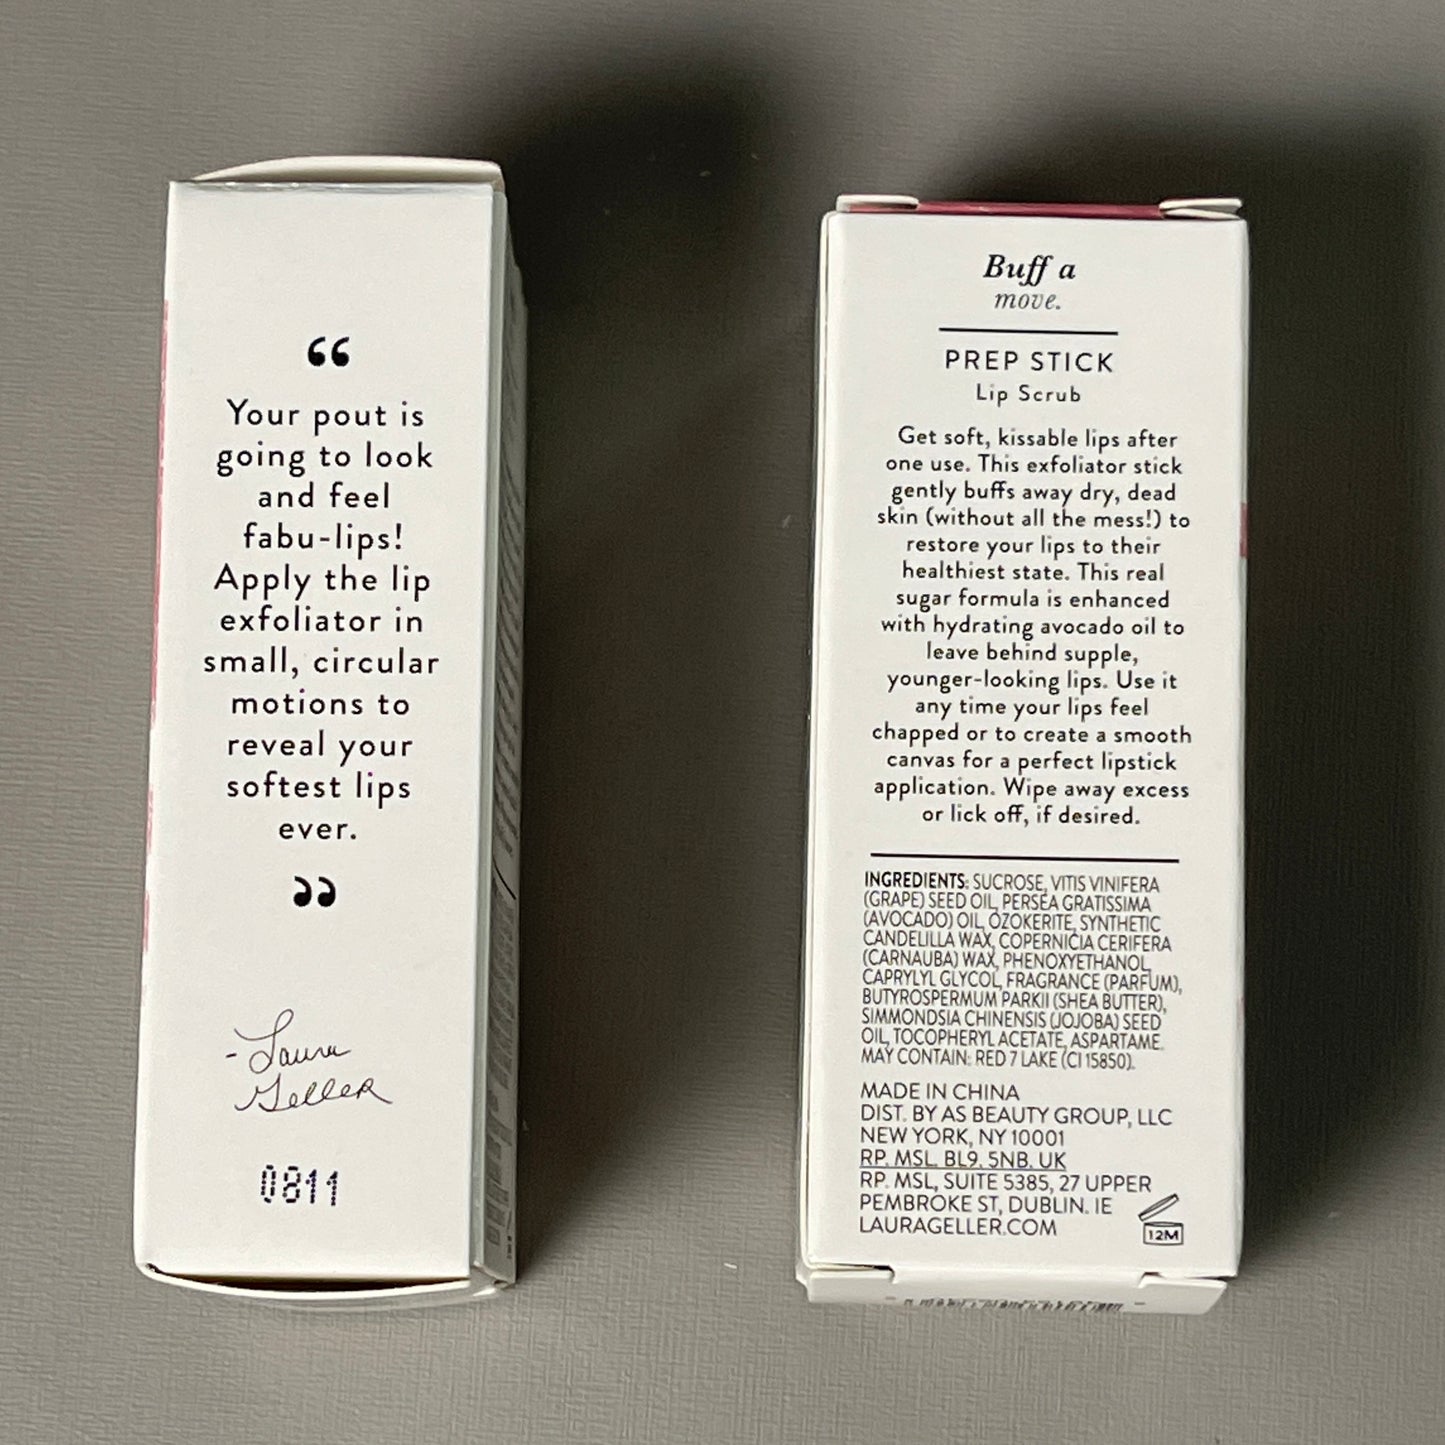 “
Your pout is
going to look
and feel
fabu-lips!
Apply the lip
exfoliator in
small, circular
motions to
reveal your
softest lips
ever.
”
-Laura
Geller
0811
Buff a
move.
PREP STICK
Lip Scrub
Get soft, kissable lips after
one use. This exfoliator stick
gently buffs away dry, dead
skin (without all the mess!) to
restore your lips to their
healthiest state. This real
sugar formula is enhanced
with hydrating avocado oil to
leave behind supple,
younger-looking lips. Use it
any time your lips feel
chapped or to create a smooth
canvas for a perfect lipstick
application. Wipe away excess
or lick off, if desired.
INGREDIENTS: SUCROSE, VITIS VINIFERA
(GRAPE) SEED OIL, PERSEA GRATISSIMA
(AVOCADO) OIL, OZOKERITE, SYNTHETIC
CANDELILLA WAX, COPERNICIA CERIFERA
(CARNAUBA) WAX, PHENOXYETHANOL,
CAPRYLYL GLYCOL, FRAGRANCE (PARFUM),
BUTYROSPERMUM PARKII (SHEA BUTTER),
SIMMONDSIA CHINENSIS (JOJOBA) SEED
OIL, TOCOPHERYL ACETATE, ASPARTAME.
MAY CONTAIN: RED 7 LAKE (CI 15850).
MADE IN CHINA
DIST. BY AS BEAUTY GROUP, LLC
NEW YORK, NY 10001
RP. MSL. BL9. 5NB. UK
RP. MSL, SUITE 5385, 27 UPPER
PEMBROKE ST, DUBLIN. IE
LAURAGELLER.COM
12M